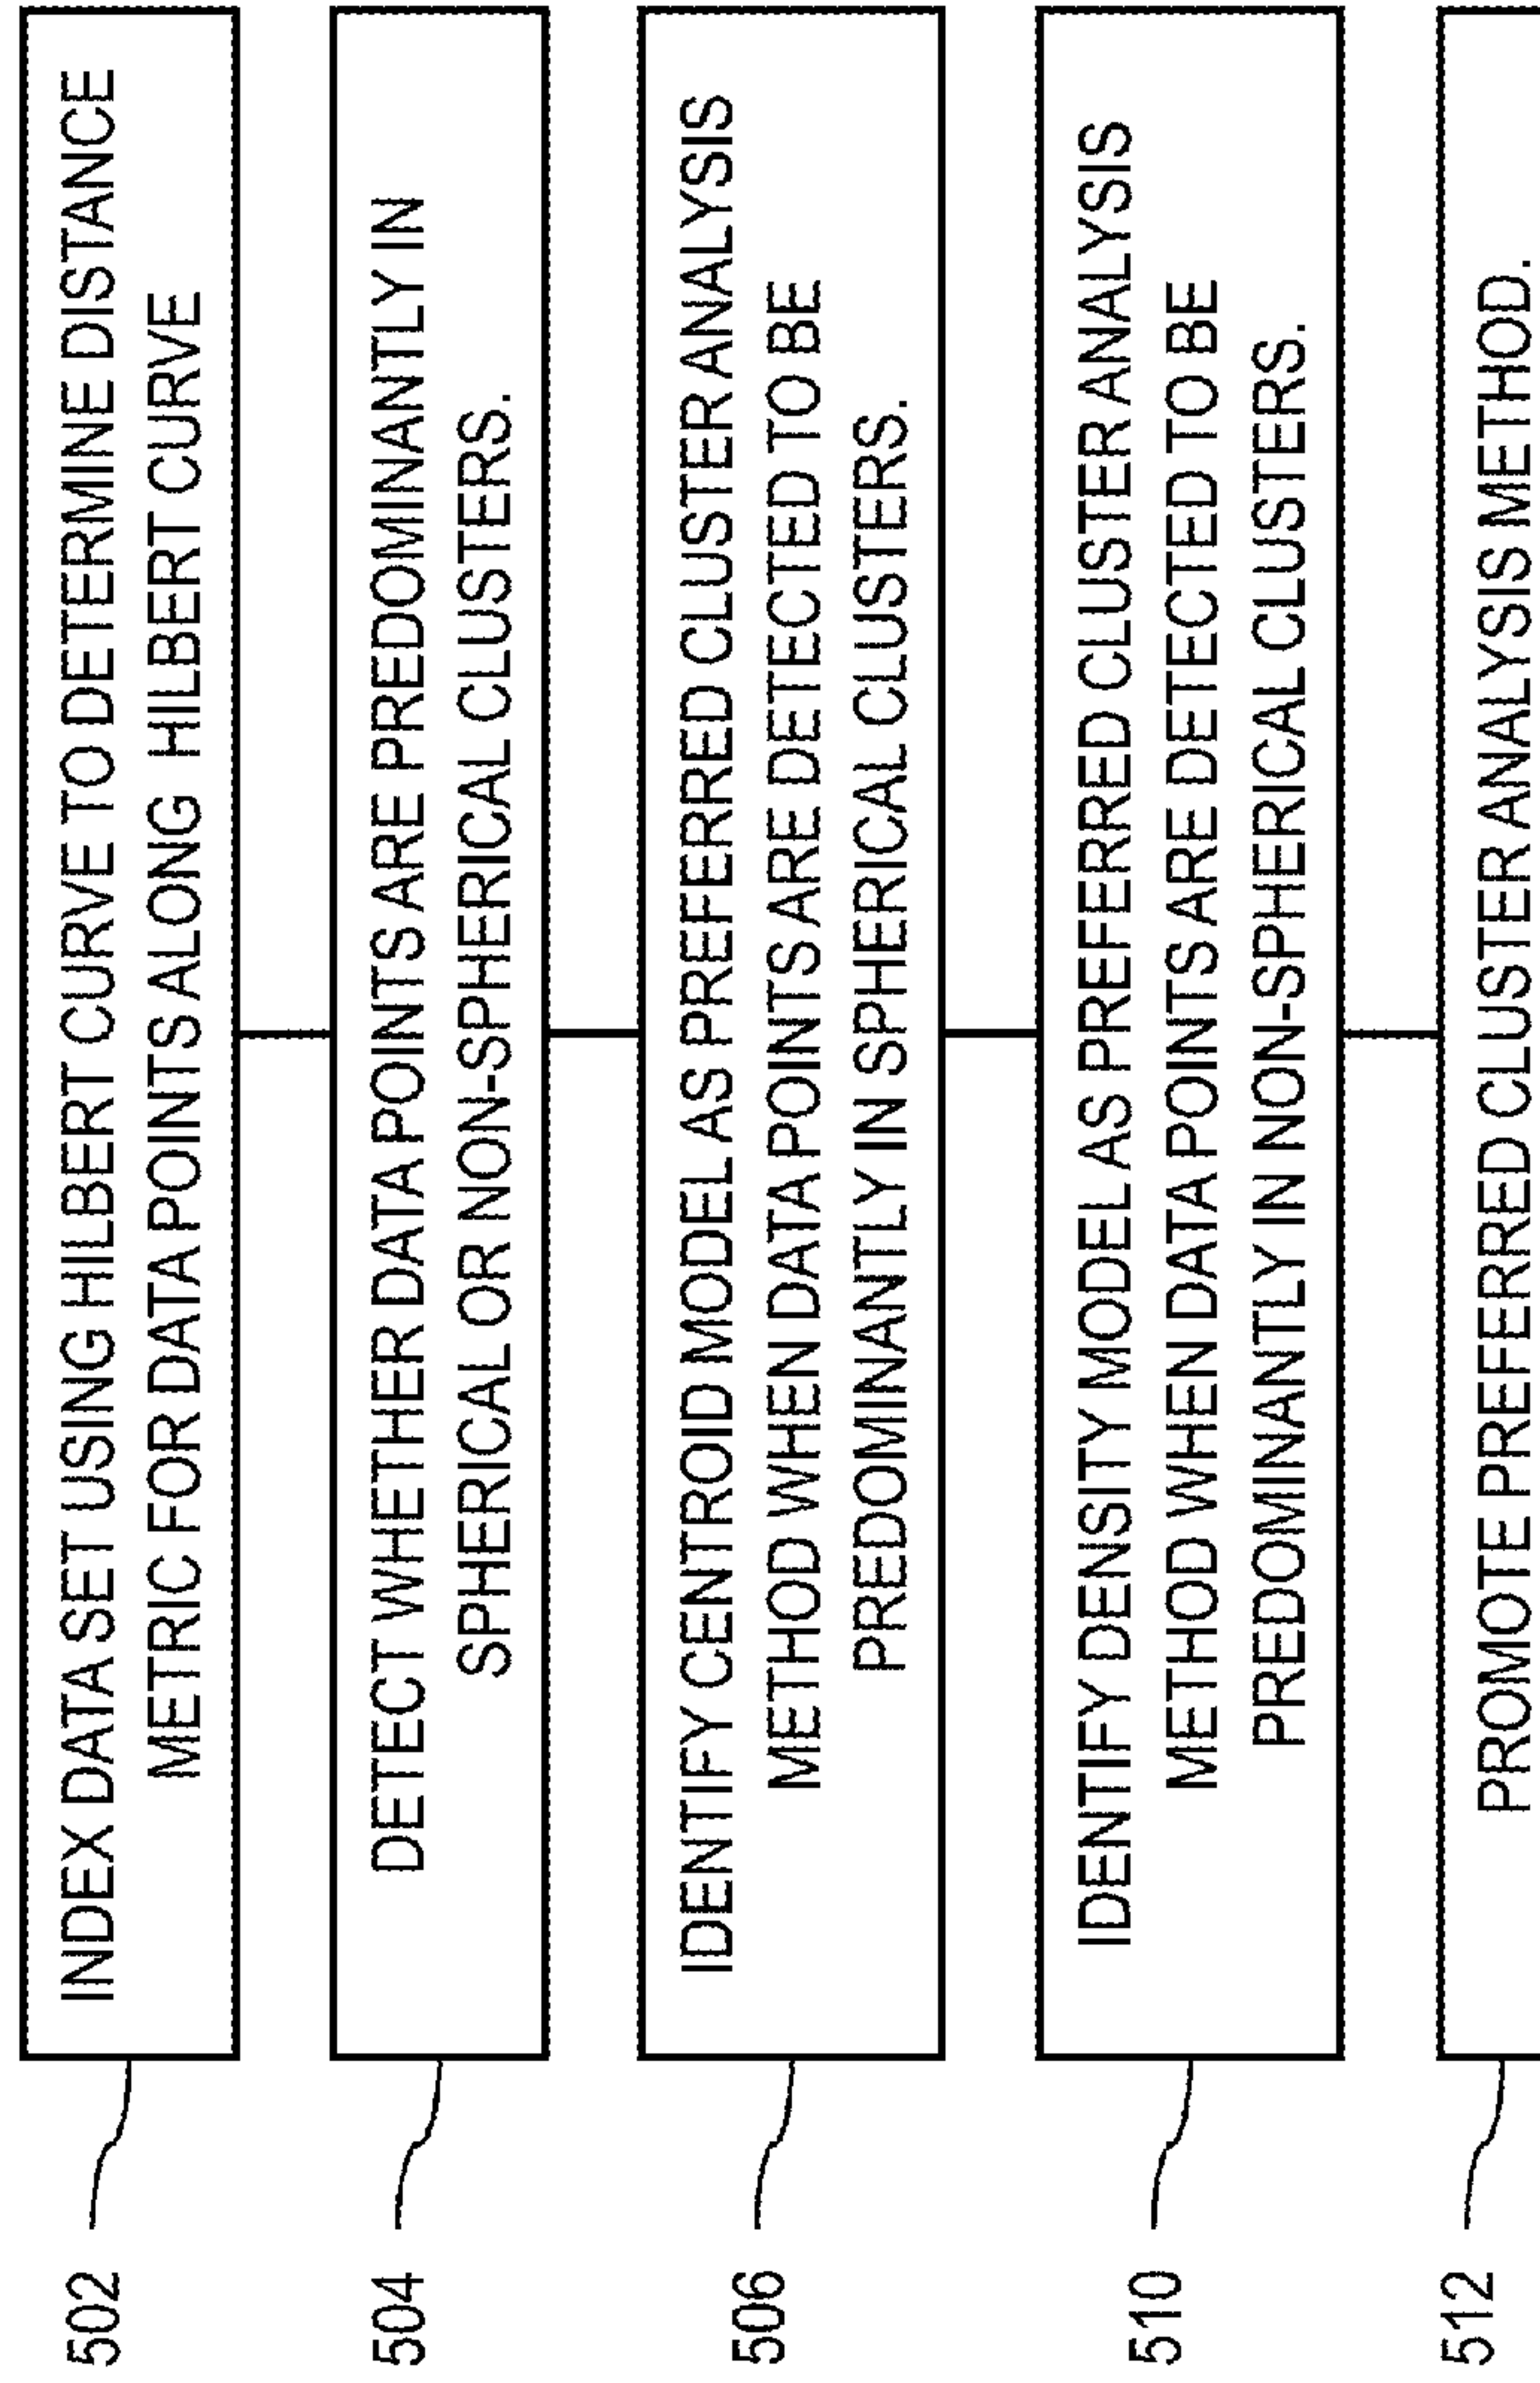 502
INDEX DATA SET USING HILBERT CURVE TO DETERMINE DISTANCE
METRIC FOR DATA POINTS ALONG HILBERT CURVE
504
DETECT WHETHER DATA POINTS ARE PREDOMINANTLY IN
SPHERICAL OR NON-SPHERICAL CLUSTERS.
506
IDENTIFY CENTROID MODEL AS PREFERRED CLUSTER ANALYSIS
METHOD WHEN DATA POINTS ARE DETECTED TO BE
PREDOMINANTLY IN SPHERICAL CLUSTERS.
510
IDENTIFY DENSITY MODEL AS PREFERRED CLUSTER ANALYSIS
METHOD WHEN DATA POINTS ARE DETECTED TO BE
PREDOMINANTLY IN NON-SPHERICAL CLUSTERS.
512
PROMOTE PREFERRED CLUSTER ANALYSIS METHOD.